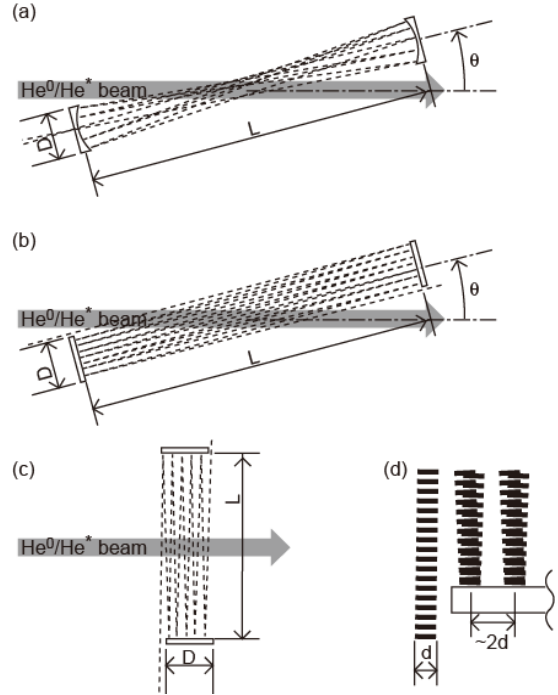 (a)
He⁰/He* beam
θ
D
L
(b)
He⁰/He* beam
θ
D
L
(c)
(d)
L
He⁰/He* beam
~2d
D
d